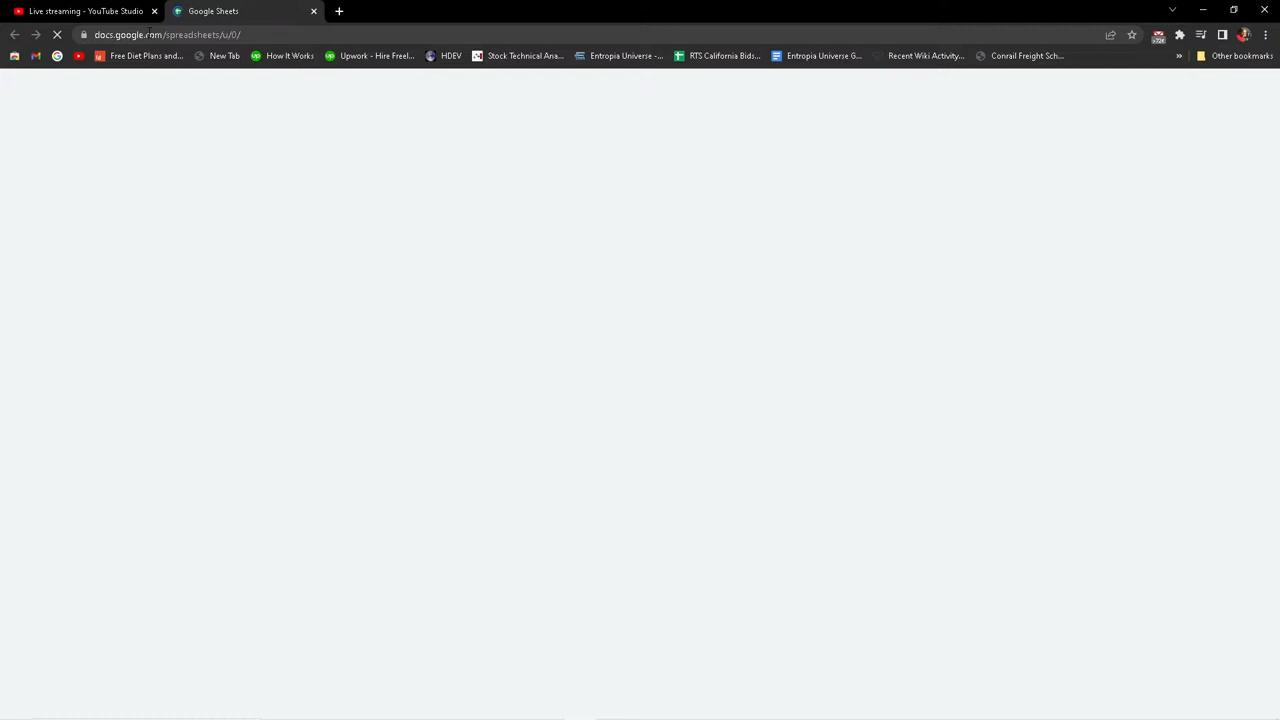 Live streaming - YouTube Studio Google Sheets
docs.google.com/spreadsheets/u/0/
Free Diet Plans and... New Tab How It Works Upwork - Hire Freel... HDEV Stock Technical Ana... Entropia Universe -... RTS California Bids... Entropia Universe G... Recent Wiki Activity... Conrail Freight Sch... » Other bookmarks